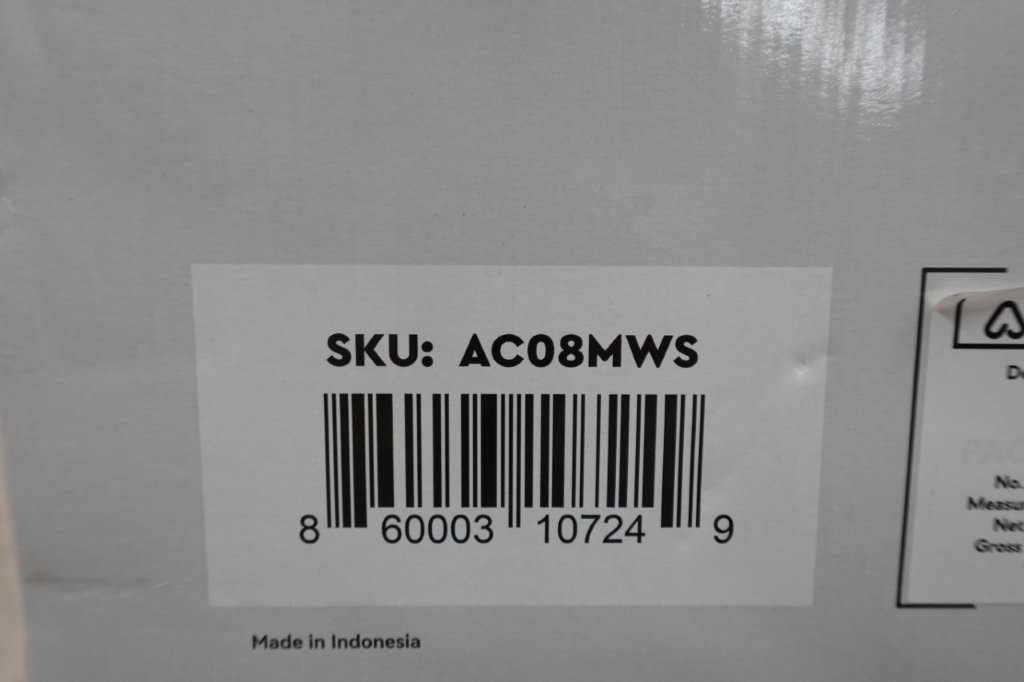 SKU: AC08MWS
8 60003 10724 9
Made in Indonesia
No.
Net
Gross